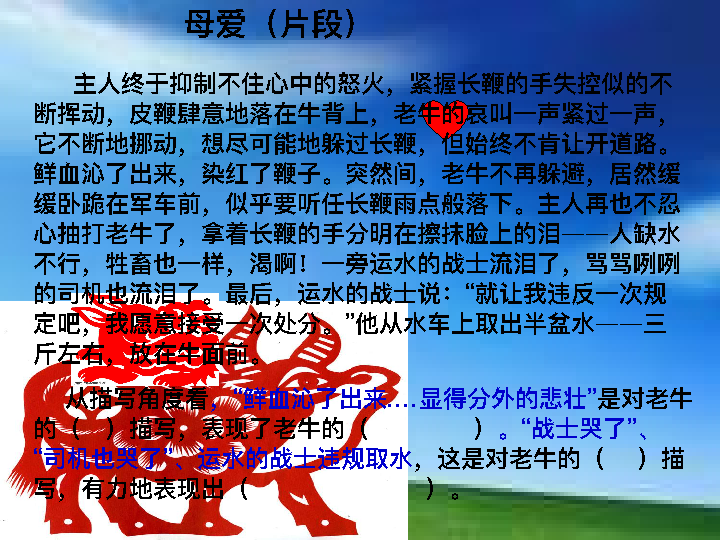 母爱（片段）
主人终于抑制不住心中的怒火，紧握长鞭的手失控似的不
断挥动，皮鞭肆意地落在牛背上，老牛的哀叫一声紧过一声，
它不断地挪动，想尽可能地躲过长鞭，但始终不肯让开道路。
鲜血沁了出来，染红了鞭子。突然间，老牛不再躲避，居然缓
缓卧跪在军车前，似乎要听任长鞭雨点般落下。主人再也不忍
心抽打老牛了，拿着长鞭的手分明在擦抹脸上的泪——人缺水
不行，牲畜也一样，渴啊！一旁运水的战士流泪了，骂骂咧咧
的司机也流泪了。最后，运水的战士说：“就让我违反一次规
定吧，我愿意接受一次处分。”他从水车上取出半盆水——三
斤左右，放在牛面前。
从描写角度看，“鲜血沁了出来....显得分外的悲壮”是对老牛
的（ ）描写，表现了老牛的（ ）。“战士哭了”、
“司机也哭了”、运水的战士违规取水，这是对老牛的（ ）描
写，有力地表现出（ ）。